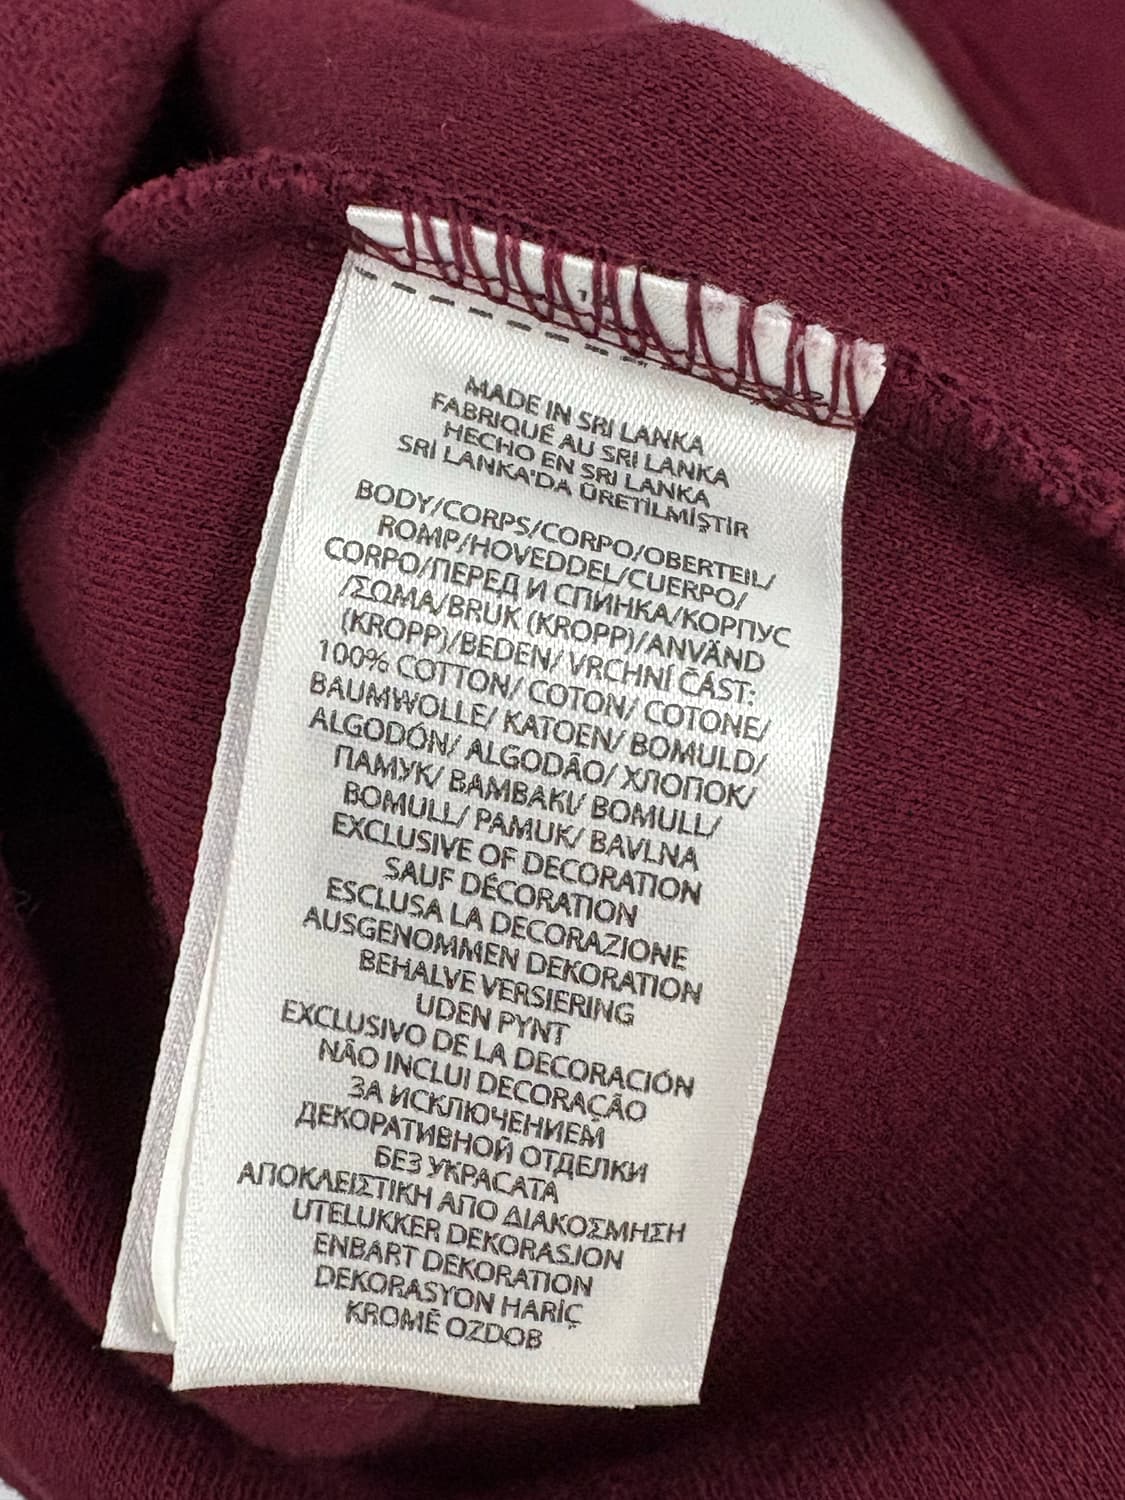 MADE IN SRI LANKA
FABRIQUÉ AU SRI LANKA
HECHO EN SRI LANKA
SRİ LANKA'DA ÜRETİLMİŞTİR
BODY/CORPS/CORPO/OBERTEIL/
ROMP/HOVEDDEL/CUERPO/
CORPO/ПЕРЕД И СПИНКА/КОРПУС
/ΣΩΜΑ/BRUK (KROPP)/ANVÄND
(KROPP)/BEDEN/ VRCHNÍ ČÁST:
100% COTTON/ COTON/ COTONE/
BAUMWOLLE/ KATOEN/ BOMULD/
ALGODÓN/ ALGODÃO/ ХЛОПОК/
ПАМУК/ BAMBAKI/ BOMULL/
BOMULL/ PAMUK/ BAVLNA
EXCLUSIVE OF DECORATION
SAUF DÉCORATION
ESCLUSA LA DECORAZIONE
AUSGENOMMEN DEKORATION
BEHALVE VERSIERING
UDEN PYNT
EXCLUSIVO DE LA DECORACIÓN
NÃO INCLUI DECORAÇÃO
ЗА ИСКЛЮЧЕНИЕМ
ДЕКОРАТИВНОЙ ОТДЕЛКИ
БЕЗ УКРАСАТА
ΑΠΟΚΛΕΙΣΤΙΚΗ ΑΠΟ ΔΙΑΚΟΣΜΗΣΗ
UTELUKKER DEKORASJON
ENBART DEKORATION
DEKORASYON HARİÇ
KROMĚ OZDOB